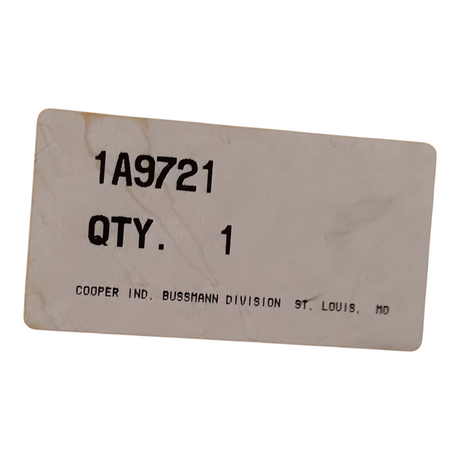 1A9721
QTY. 1
COOPER IND. BUSSMANN DIVISION ST. LOUIS, MO